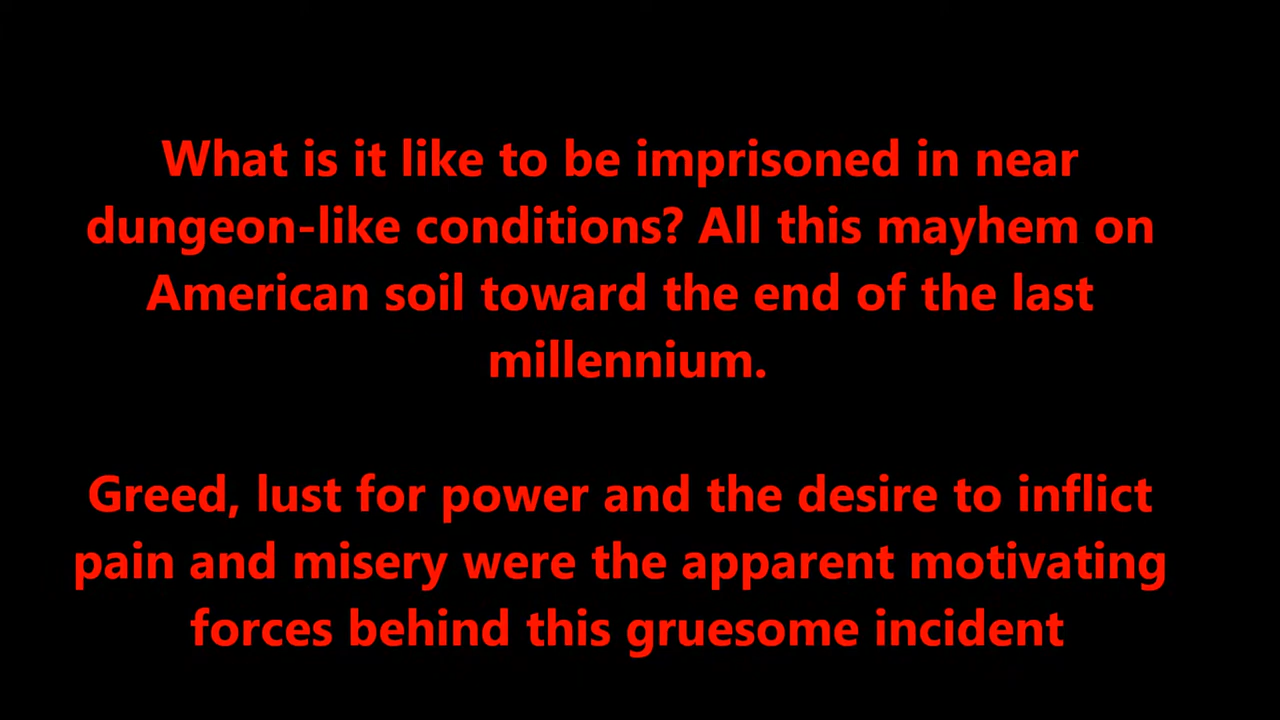 What is it like to be imprisoned in near
dungeon-like conditions? All this mayhem on
American soil toward the end of the last
millennium.
Greed, lust for power and the desire to inflict
pain and misery were the apparent motivating
forces behind this gruesome incident